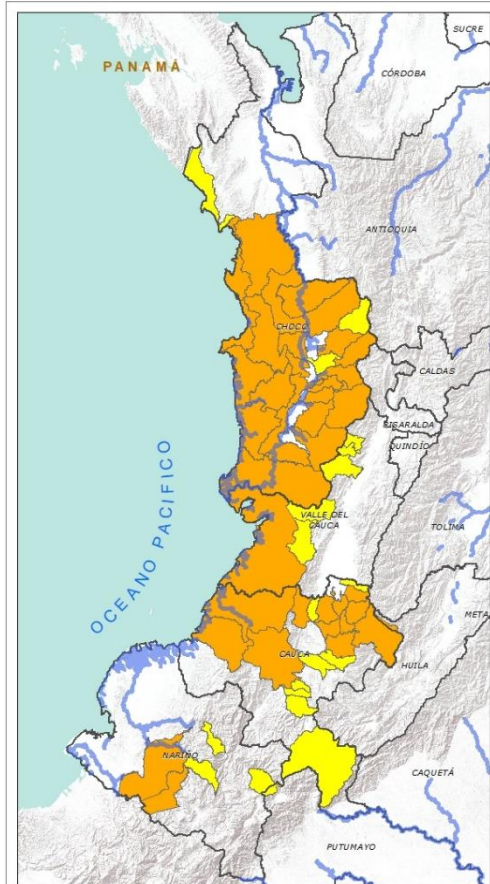 SUCRE
PANAMÁ
CÓRDOBA
ANTIOQUIA
CHOCÓ
CALDAS
RISARALDA
QUINDÍO
OCEANO PACÍFICO
VALLE DEL
CAUCA
TOLIMA
META
CAUCA
HUILA
NARIÑO
CAQUETÁ
PUTUMAYO